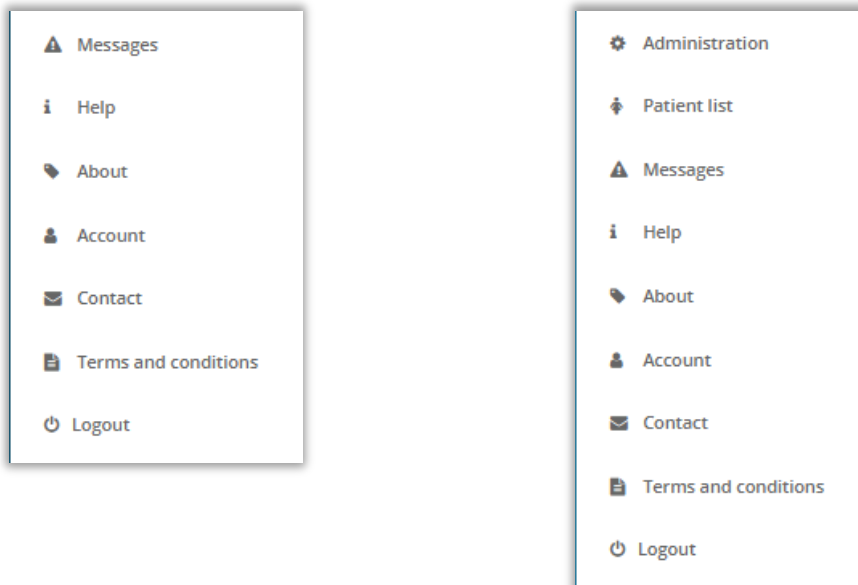 Messages
Help
About
Account
Contact
Terms and conditions
Logout
Administration
Patient list
Messages
Help
About
Account
Contact
Terms and conditions
Logout